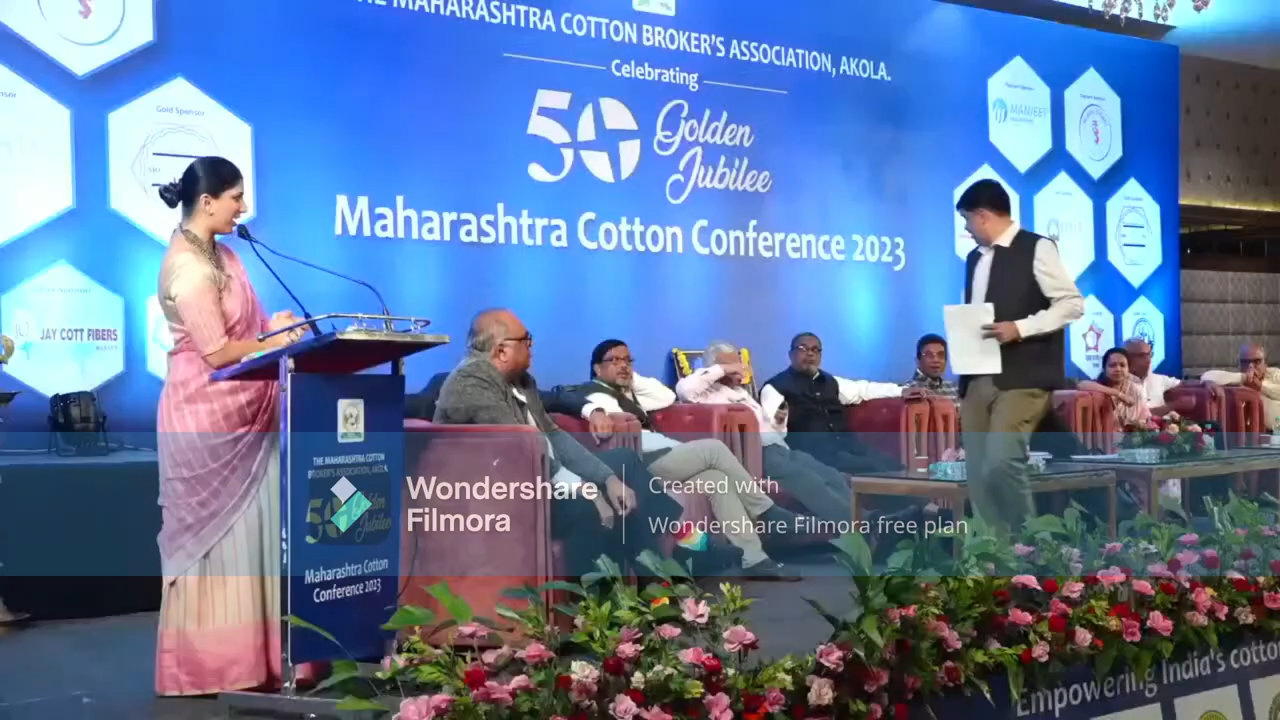 THE MAHARASHTRA COTTON BROKER'S ASSOCIATION, AKOLA.
Celebrating
50 Golden
Jubilee
Maharashtra Cotton Conference 2023
Gold Sponsor
JAY COTT FIBERS
MANJEET
THE MAHARASHTRA COTTON
BROKER'S ASSOCIATION, AKOLA.
50 Golden
Jubilee
Maharashtra Cotton
Conference 2023
Wondershare
Filmora
Created with
Wondershare Filmora free plan
Empowering India's cotto